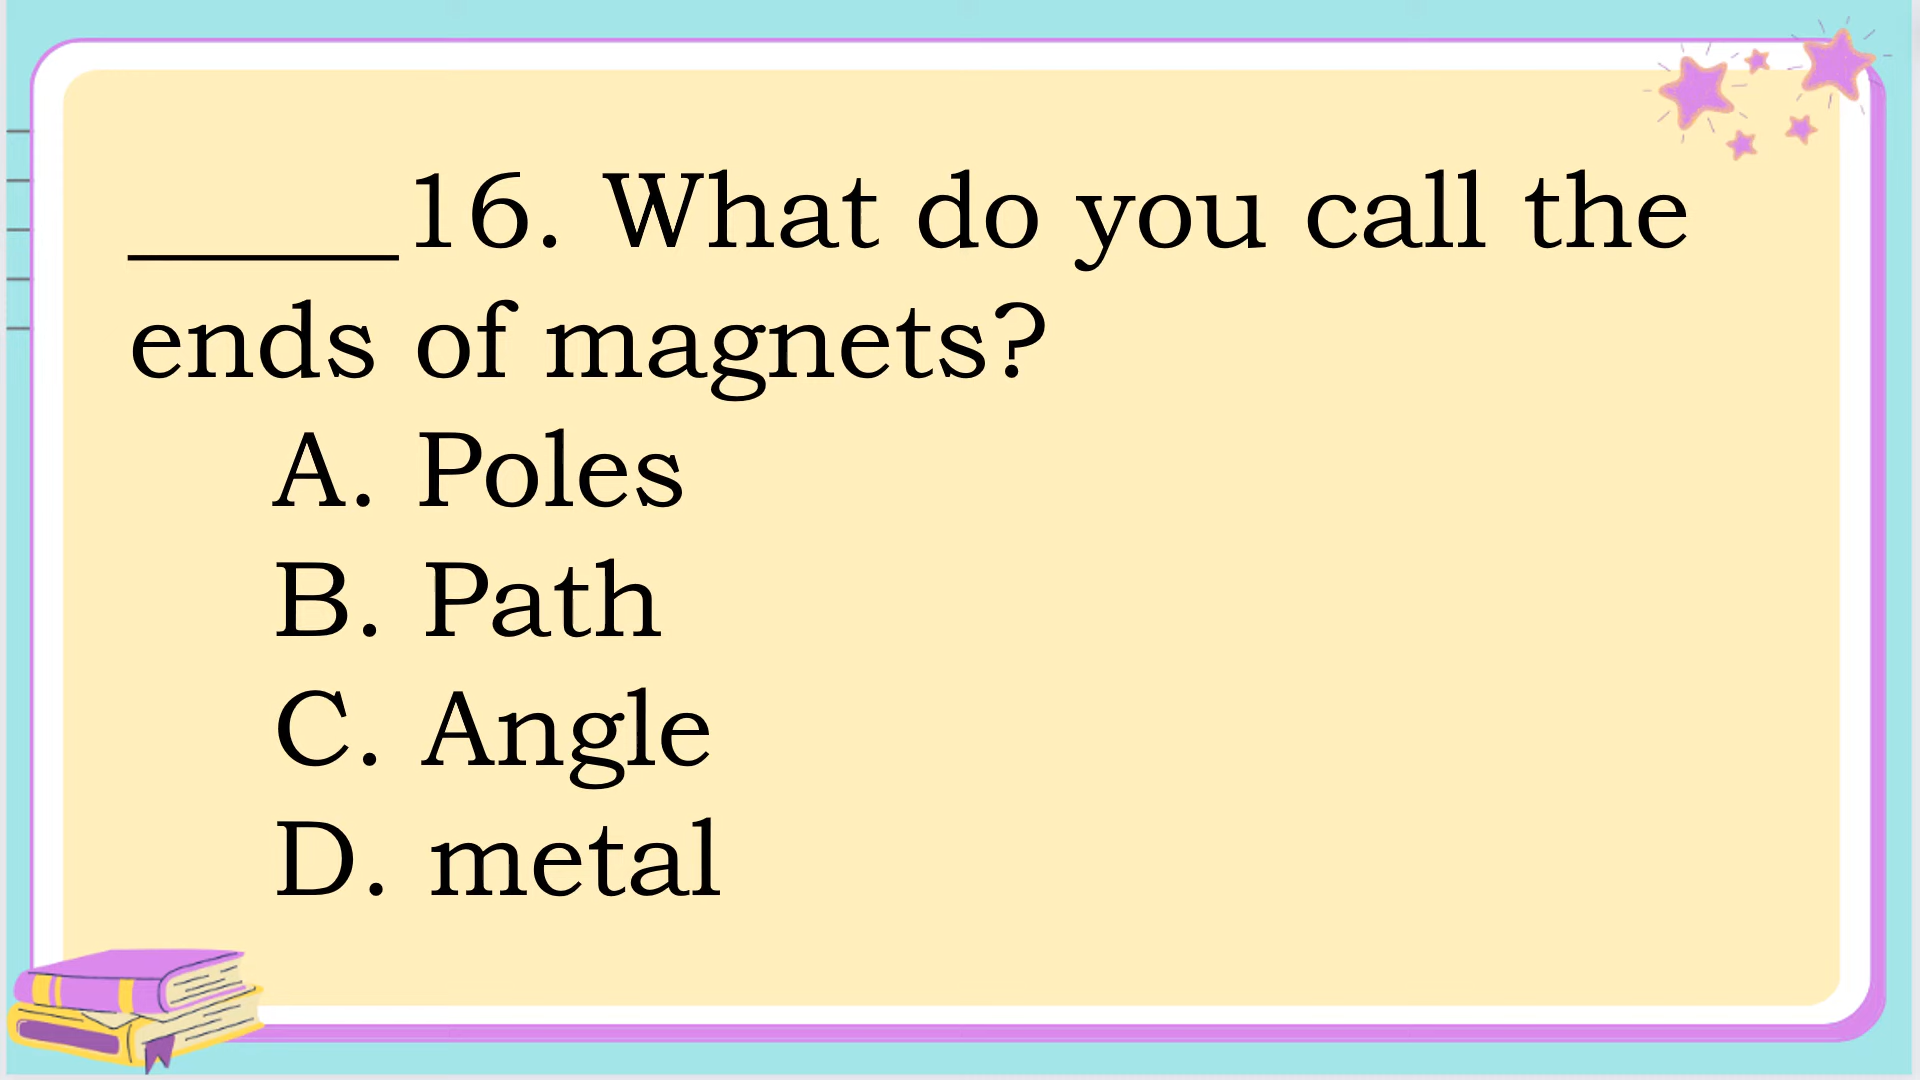 _____16. What do you call the
ends of magnets?
A. Poles
B. Path
C. Angle
D. metal